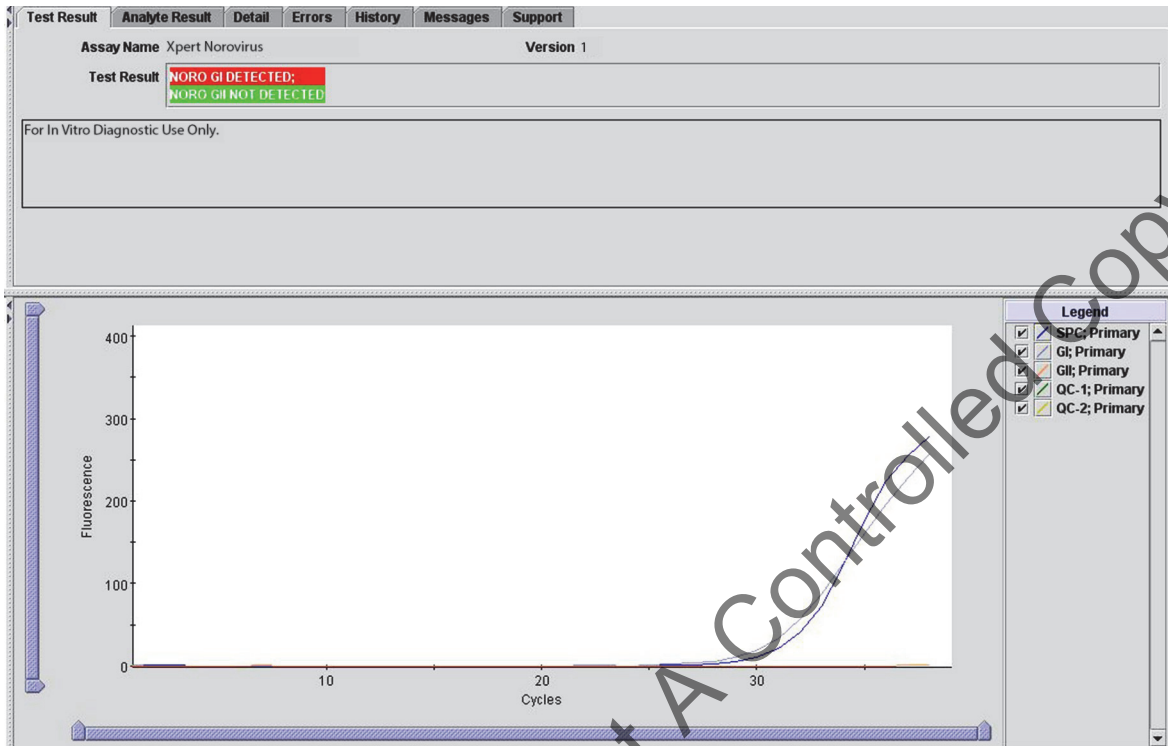 Test Result Analyte Result Detail Errors History Messages Support
Assay Name Xpert Norovirus Version 1
Test Result NORO GI DETECTED;
NORO GII NOT DETECTED
For In Vitro Diagnostic Use Only.
400
300
200
100
0
Fluorescence
10 20 30
Cycles
Legend
SPC; Primary
GI; Primary
GII; Primary
QC-1; Primary
QC-2; Primary
t A Controlled Copy